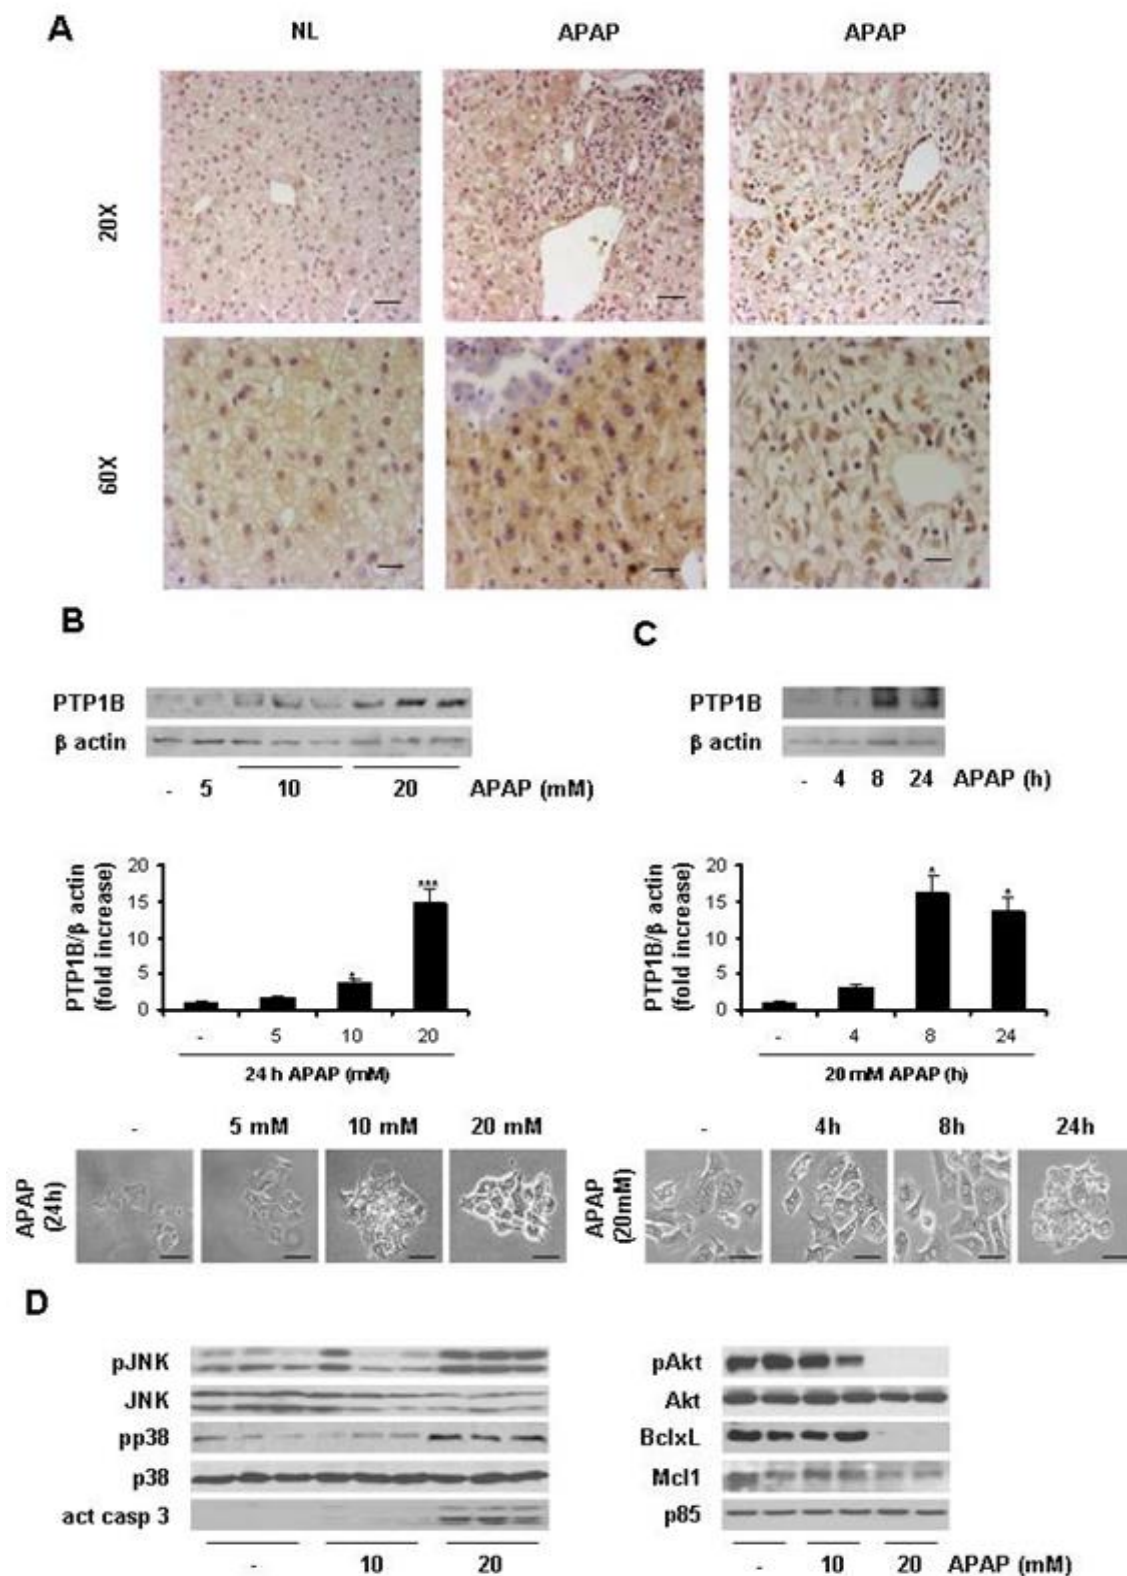 A
NL APAP APAP
20X
60X
B
PTP1B
β actin
- 5 10 20 APAP (mM)
PTP1B/β actin
(fold increase)
20
15
10
5
0
*
***
- 5 10 20
24 h APAP (mM)
- 5 mM 10 mM 20 mM
APAP
(24h)
C
PTP1B
β actin
- 4 8 24 APAP (h)
PTP1B/β actin
(fold increase)
20
15
10
5
0
*
*
- 4 8 24
20 mM APAP (h)
- 4h 8h 24h
APAP
(20mM)
D
pJNK
JNK
pp38
p38
act casp 3
- 10 20
pAkt
Akt
BclxL
Mcl1
p85
- 10 20 APAP (mM)